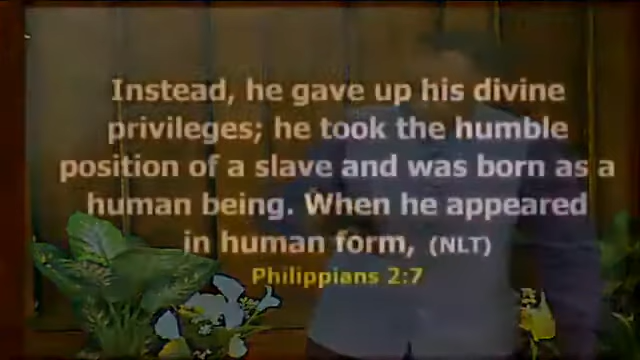 Instead, he gave up his divine
privileges; he took the humble
position of a slave and was born as a
human being. When he appeared
in human form, (NLT)
Philippians 2:7